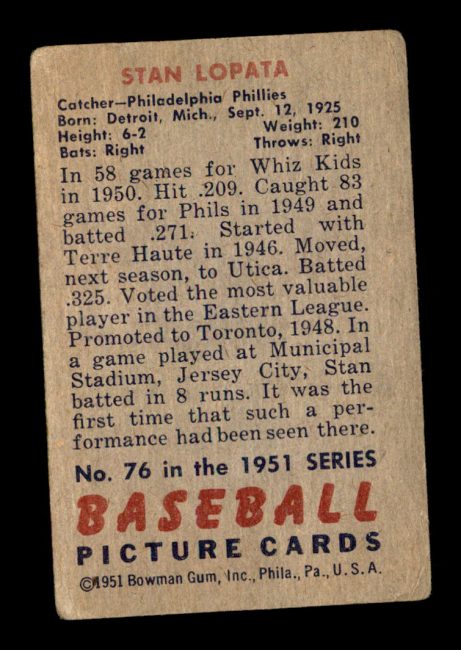 STAN LOPATA
Catcher—Philadelphia Phillies
Born: Detroit, Mich., Sept. 12, 1925
Height: 6-2 Weight: 210
Bats: Right Throws: Right
In 58 games for Whiz Kids
in 1950. Hit .209. Caught 83
games for Phils in 1949 and
batted .271. Started with
Terre Haute in 1946. Moved,
next season, to Utica. Batted
.325. Voted the most valuable
player in the Eastern League.
Promoted to Toronto, 1948. In
a game played at Municipal
Stadium, Jersey City, Stan
batted in 8 runs. It was the
first time that such a per-
formance had been seen there.
No. 76 in the 1951 SERIES
BASEBALL
PICTURE CARDS
©1951 Bowman Gum, Inc., Phila., Pa., U.S.A.